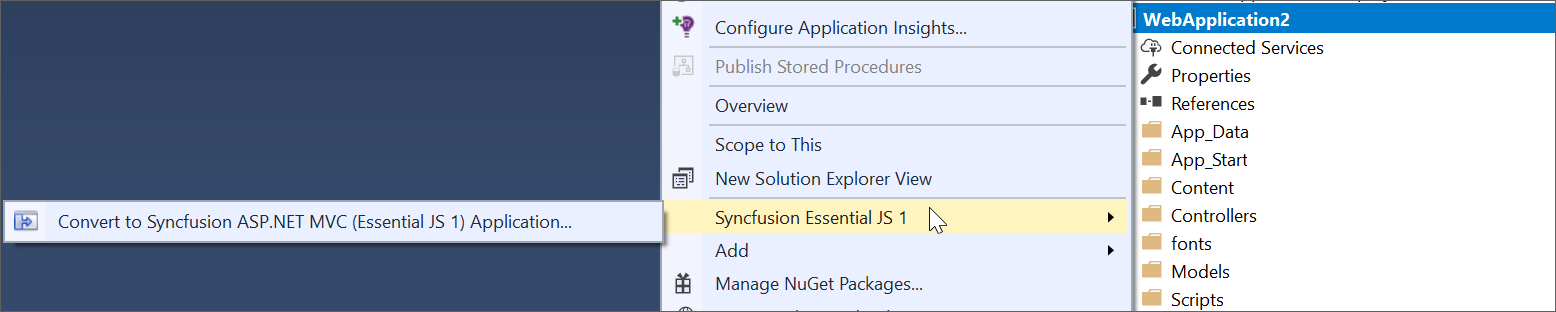 Configure Application Insights...
Publish Stored Procedures
Overview
Scope to This
New Solution Explorer View
Syncfusion Essential JS 1
Convert to Syncfusion ASP.NET MVC (Essential JS 1) Application...
Add
Manage NuGet Packages...
WebApplication2
Connected Services
Properties
References
App_Data
App_Start
Content
Controllers
fonts
Models
Scripts